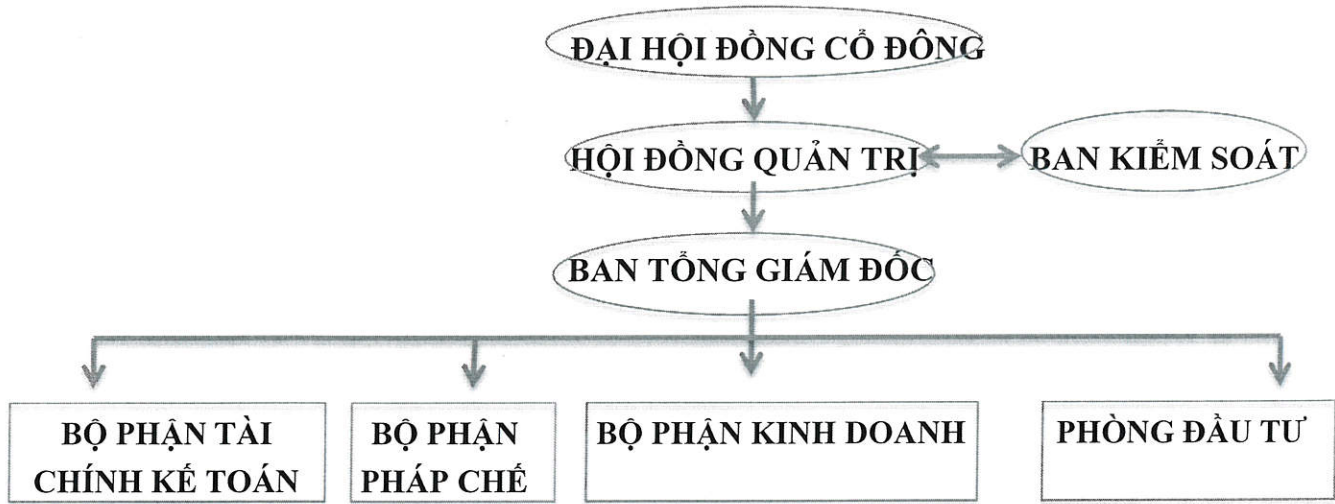 ĐẠI HỘI ĐỒNG CỔ ĐÔNG
HỘI ĐỒNG QUẢN TRỊ
BAN KIỂM SOÁT
BAN TỔNG GIÁM ĐỐC
BỘ PHẬN TÀI
CHÍNH KẾ TOÁN
BỘ PHẬN
PHÁP CHẾ
BỘ PHẬN KINH DOANH
PHÒNG ĐẦU TƯ